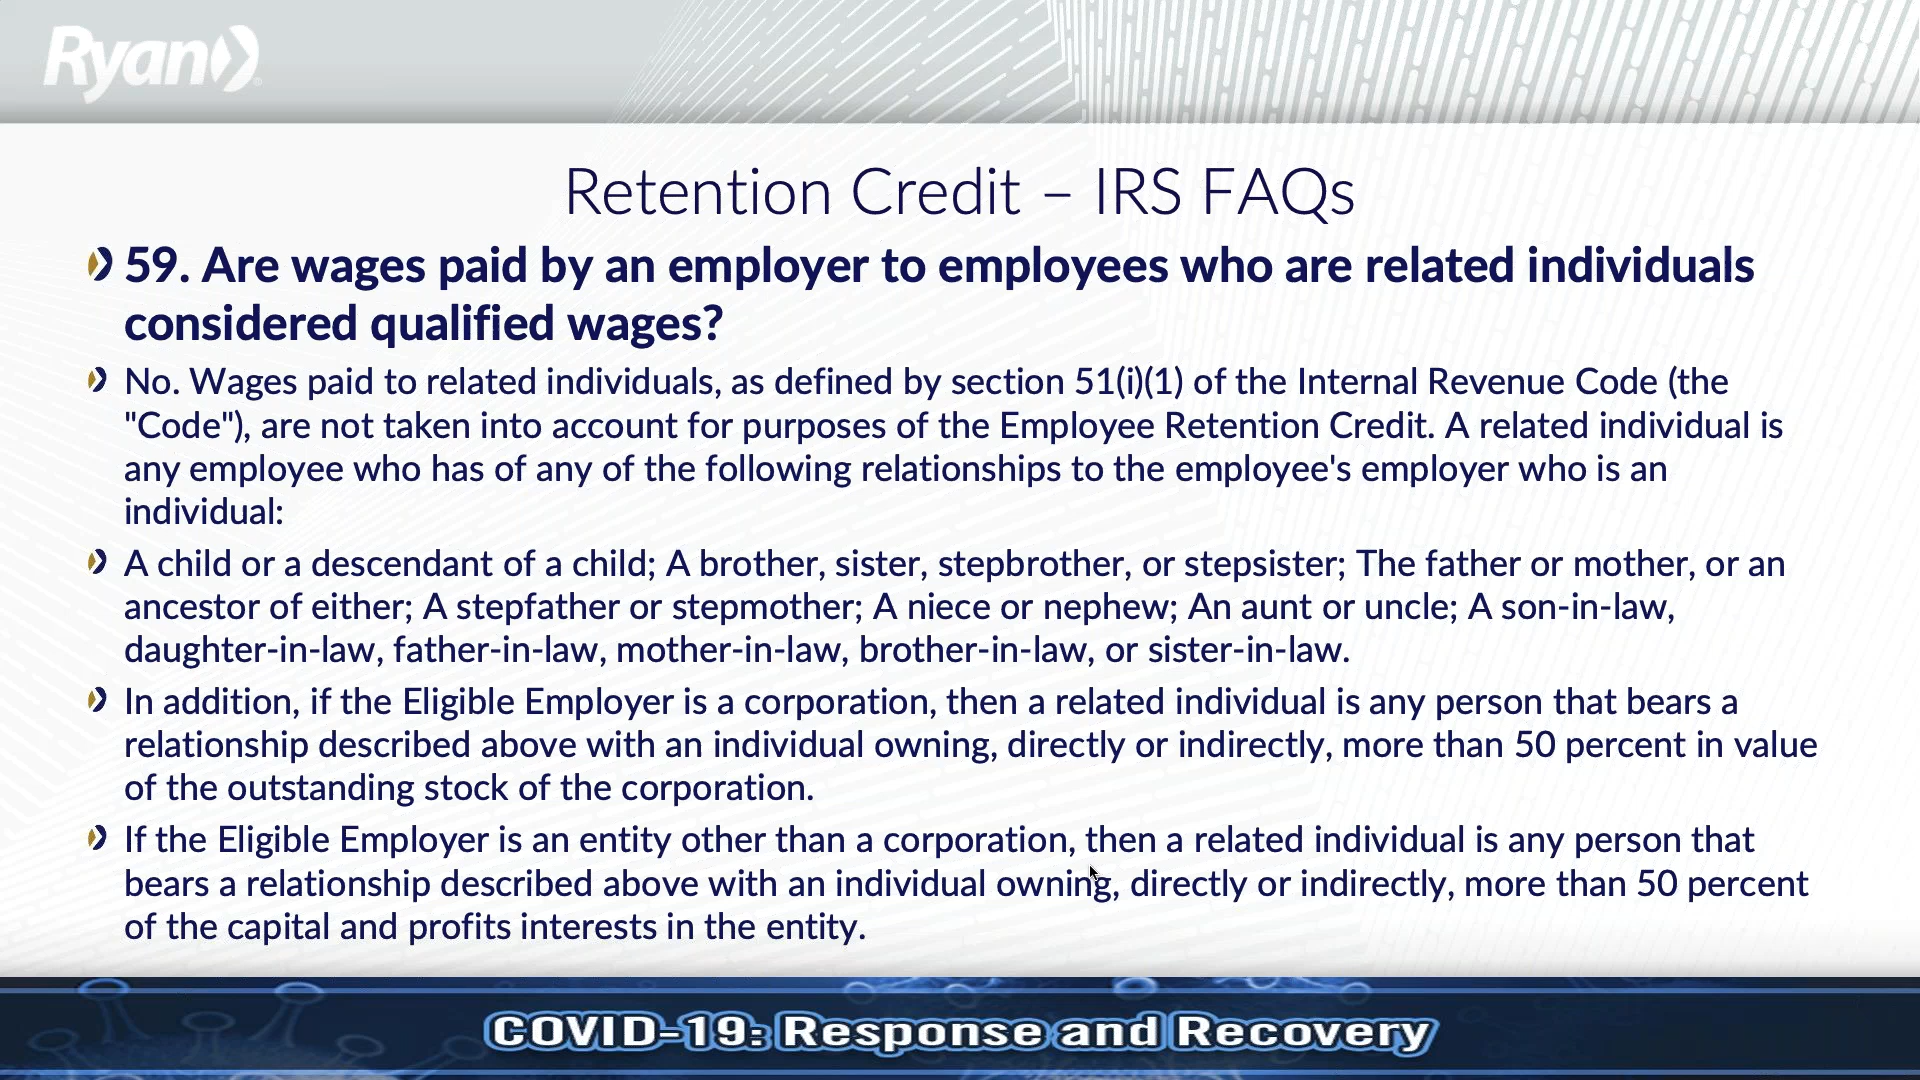 Ryan
Retention Credit – IRS FAQs
59. Are wages paid by an employer to employees who are related individuals
considered qualified wages?
No. Wages paid to related individuals, as defined by section 51(i)(1) of the Internal Revenue Code (the
"Code"), are not taken into account for purposes of the Employee Retention Credit. A related individual is
any employee who has of any of the following relationships to the employee's employer who is an
individual:
A child or a descendant of a child; A brother, sister, stepbrother, or stepsister; The father or mother, or an
ancestor of either; A stepfather or stepmother; A niece or nephew; An aunt or uncle; A son-in-law,
daughter-in-law, father-in-law, mother-in-law, brother-in-law, or sister-in-law.
In addition, if the Eligible Employer is a corporation, then a related individual is any person that bears a
relationship described above with an individual owning, directly or indirectly, more than 50 percent in value
of the outstanding stock of the corporation.
If the Eligible Employer is an entity other than a corporation, then a related individual is any person that
bears a relationship described above with an individual owning, directly or indirectly, more than 50 percent
of the capital and profits interests in the entity.
COVID-19: Response and Recovery